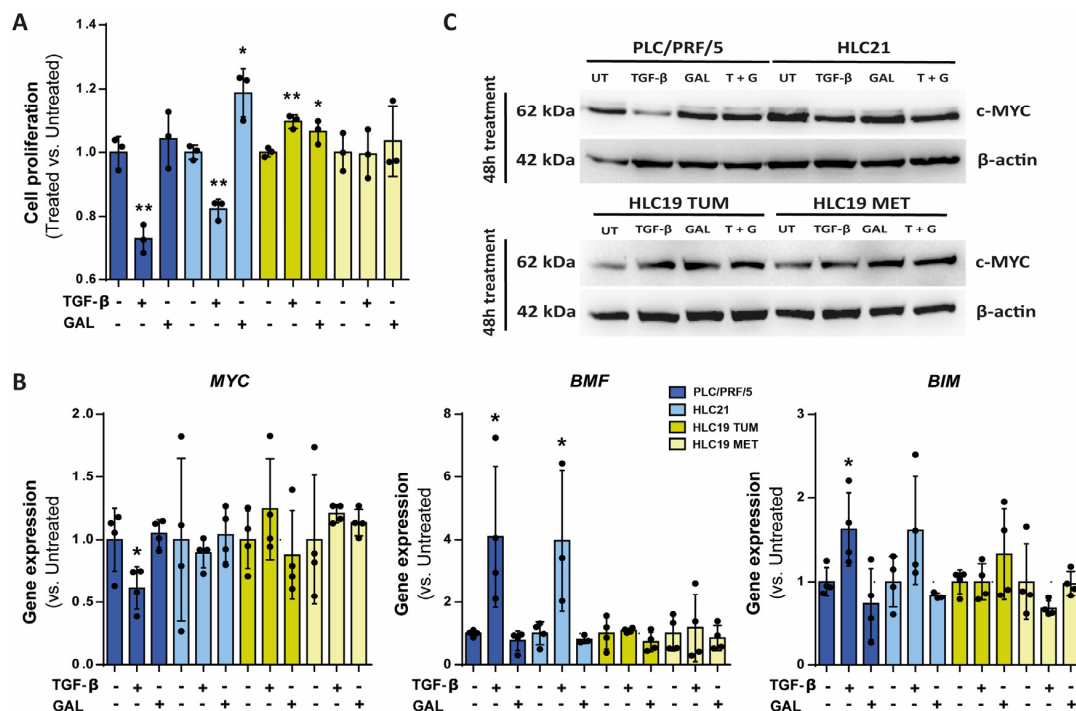 A
Cell proliferation
(Treated vs. Untreated)
1.4
1.2
1.0
0.8
0.6
** * ** ** *
TGF-β - + - - + - - + - - + -
GAL - - + - - + - - + - - +
C
PLC/PRF/5 HLC21
UT TGF-β GAL T + G UT TGF-β GAL T + G
48h treatment
62 kDa c-MYC
42 kDa β-actin
HLC19 TUM HLC19 MET
UT TGF-β GAL T + G UT TGF-β GAL T + G
48h treatment
62 kDa c-MYC
42 kDa β-actin
B
MYC
Gene expression
(vs. Untreated)
2.0
1.5
1.0
0.5
0.0
*
TGF-β - + - - + - - + - - + -
GAL - - + - - + - - + - - +
BMF
Gene expression
(vs. Untreated)
8
6
4
2
0
* *
PLC/PRF/5
HLC21
HLC19 TUM
HLC19 MET
TGF-β - + - - + - - + - - + -
GAL - - + - - + - - + - - +
BIM
Gene expression
(vs. Untreated)
3
2
1
0
*
TGF-β - + - - + - - + - - + -
GAL - - + - - + - - + - - +